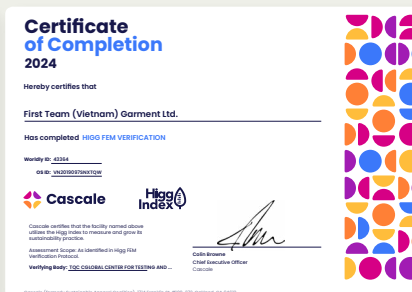 Certificate
of Completion
2024
Hereby certifies that
First Team (Vietnam) Garment Ltd.
Has completed HIGG FEM VERIFICATION
Worldly ID: 42364
OS ID: VN2019097SNXTQW
Cascale
Higg
Index
Cascale certifies that the facility named above
utilizes the Higg Index to measure and grow its
sustainability practice.
Assessment Scope: As identified in Higg FEM
Verification Protocol.
Verifying Body: TQC CGLOBAL CENTER FOR TESTING AND ...
Colin Browne
Chief Executive Officer
Cascale